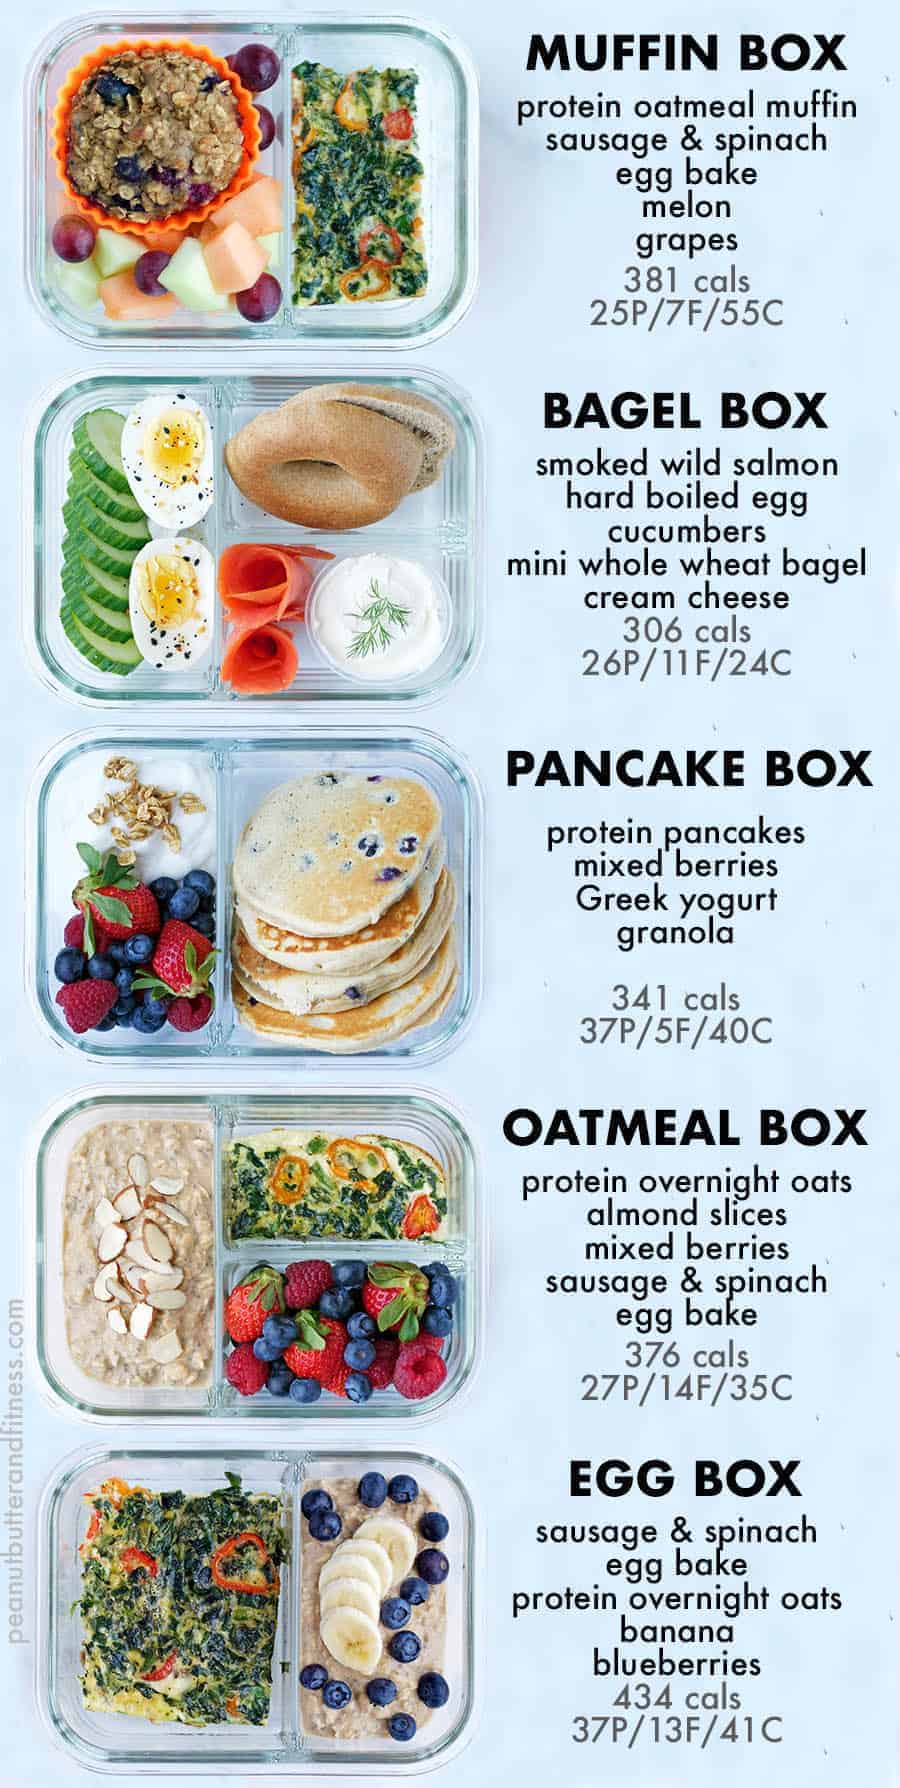 MUFFIN BOX
protein oatmeal muffin
sausage & spinach
egg bake
melon
grapes
381 cals
25P/7F/55C
BAGEL BOX
smoked wild salmon
hard boiled egg
cucumbers
mini whole wheat bagel
cream cheese
306 cals
26P/11F/24C
PANCAKE BOX
protein pancakes
mixed berries
Greek yogurt
granola
341 cals
37P/5F/40C
OATMEAL BOX
protein overnight oats
almond slices
mixed berries
sausage & spinach
egg bake
376 cals
27P/14F/35C
EGG BOX
sausage & spinach
egg bake
protein overnight oats
banana
blueberries
434 cals
37P/13F/41C
peanutbutterandfitness.com